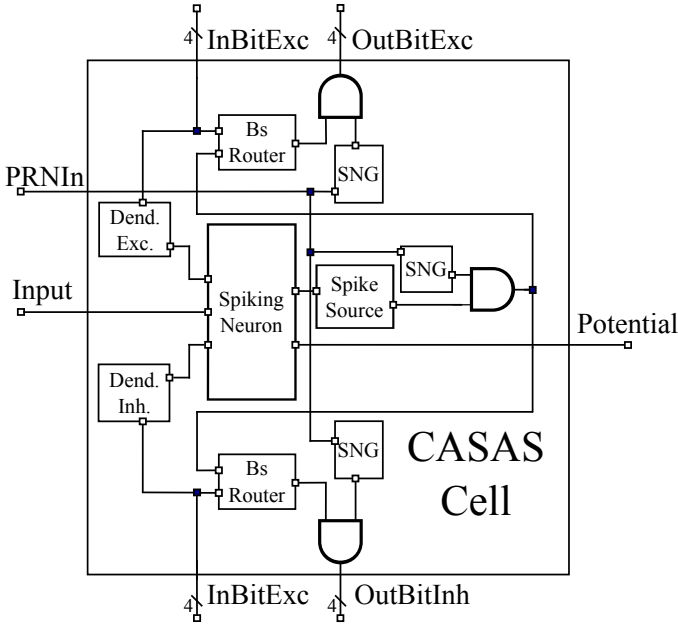 4 InBitExc 4 OutBitExc
Bs
Router
SNG
PRNIn
Dend.
Exc.
SNG
Spiking
Neuron
Spike
Source
Input
Potential
Dend.
Inh.
SNG
CASAS
Cell
Bs
Router
4 InBitExc 4 OutBitInh